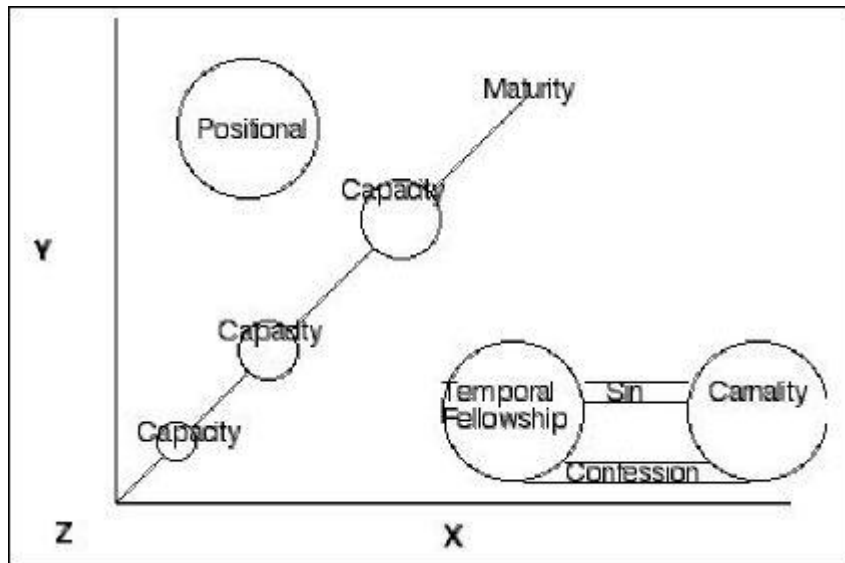 Maturity
Positional
Capacity
Y
Capacity
Temporal
Fellowship
Sin
Carnality
Capacity
Confession
Z
X